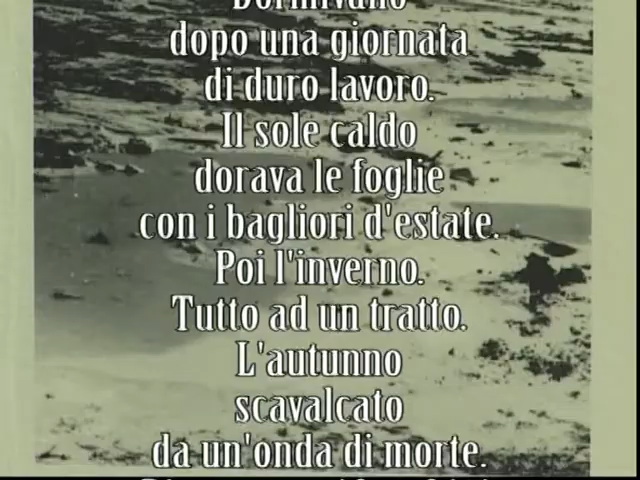 Dormivano
dopo una giornata
di duro lavoro.
Il sole caldo
dorava le foglie
con i bagliori d'estate.
Poi l'inverno.
Tutto ad un tratto.
L'autunno
scavalcato
da un'onda di morte.